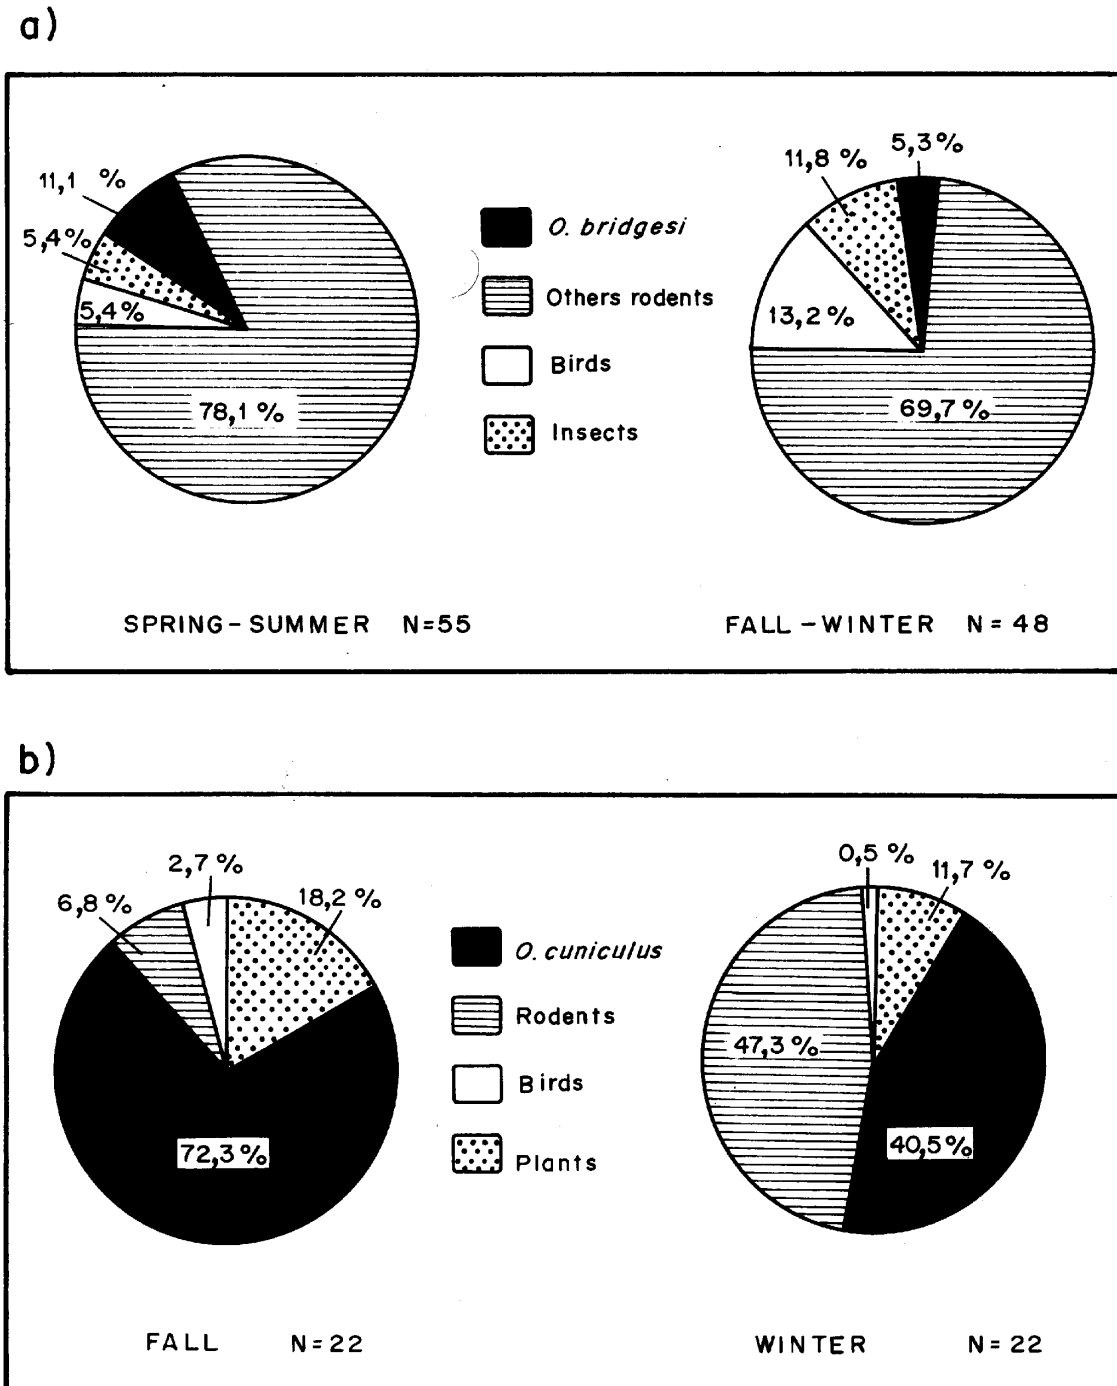 a)
11,1 %
5,4%
5,4%
78,1 %
O. bridgesi
Others rodents
Birds
Insects
11,8 %
5,3%
13,2 %
69,7 %
SPRING-SUMMER N=55
FALL-WINTER N= 48
b)
2,7 %
6,8 %
18,2 %
72,3 %
O. cuniculus
Rodents
Birds
Plants
0,5 %
11,7 %
47,3 %
40,5%
FALL N=22
WINTER N=22